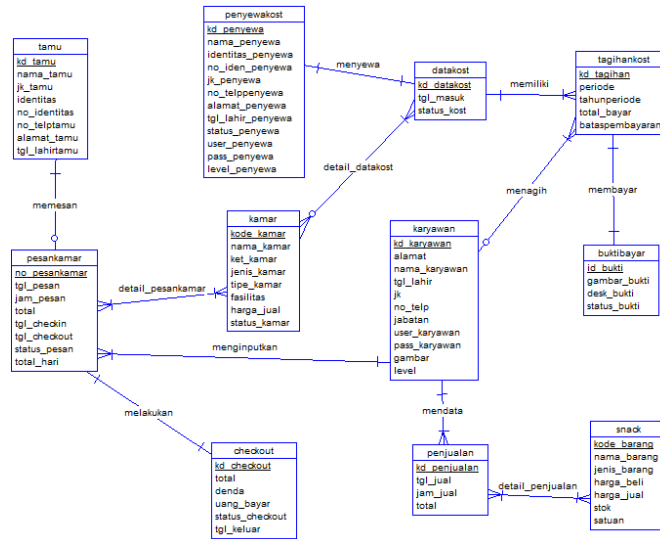 penyewakost
kd_penyewa
nama_penyewa
identitas_penyewa
no_iden_penyewa
jk_penyewa
no_telppenyewa
alamat_penyewa
tgl_lahir_penyewa
status_penyewa
user_penyewa
pass_penyewa
level_penyewa
tamu
kd_tamu
nama_tamu
jk_tamu
identitas
no_identitas
no_telptamu
alamat_tamu
tgl_lahirtamu
menyewa
datakost
kd_datakost
tgl_masuk
status_kost
memiliki
tagihankost
kd_tagihan
periode
tahunperiode
total_bayar
bataspembayaran
detail_datakost
menagih
membayar
memesan
kamar
kode_kamar
nama_kamar
ket_kamar
jenis_kamar
tipe_kamar
fasilitas
harga_jual
status_kamar
karyawan
kd_karyawan
alamat
nama_karyawan
tgl_lahir
jk
no_telp
jabatan
user_karyawan
pass_karyawan
gambar
level
buktibayar
id_bukti
gambar_bukti
desk_bukti
status_bukti
pesankamar
no_pesankamar
tgl_pesan
jam_pesan
total
tgl_checkin
tgl_checkout
status_pesan
total_hari
detail_pesankamar
menginputkan
melakukan
mendata
checkout
kd_checkout
total
denda
uang_bayar
status_checkout
tgl_keluar
penjualan
kd_penjualan
tgl_jual
jam_jual
total
detail_penjualan
snack
kode_barang
nama_barang
jenis_barang
harga_beli
harga_jual
stok
satuan